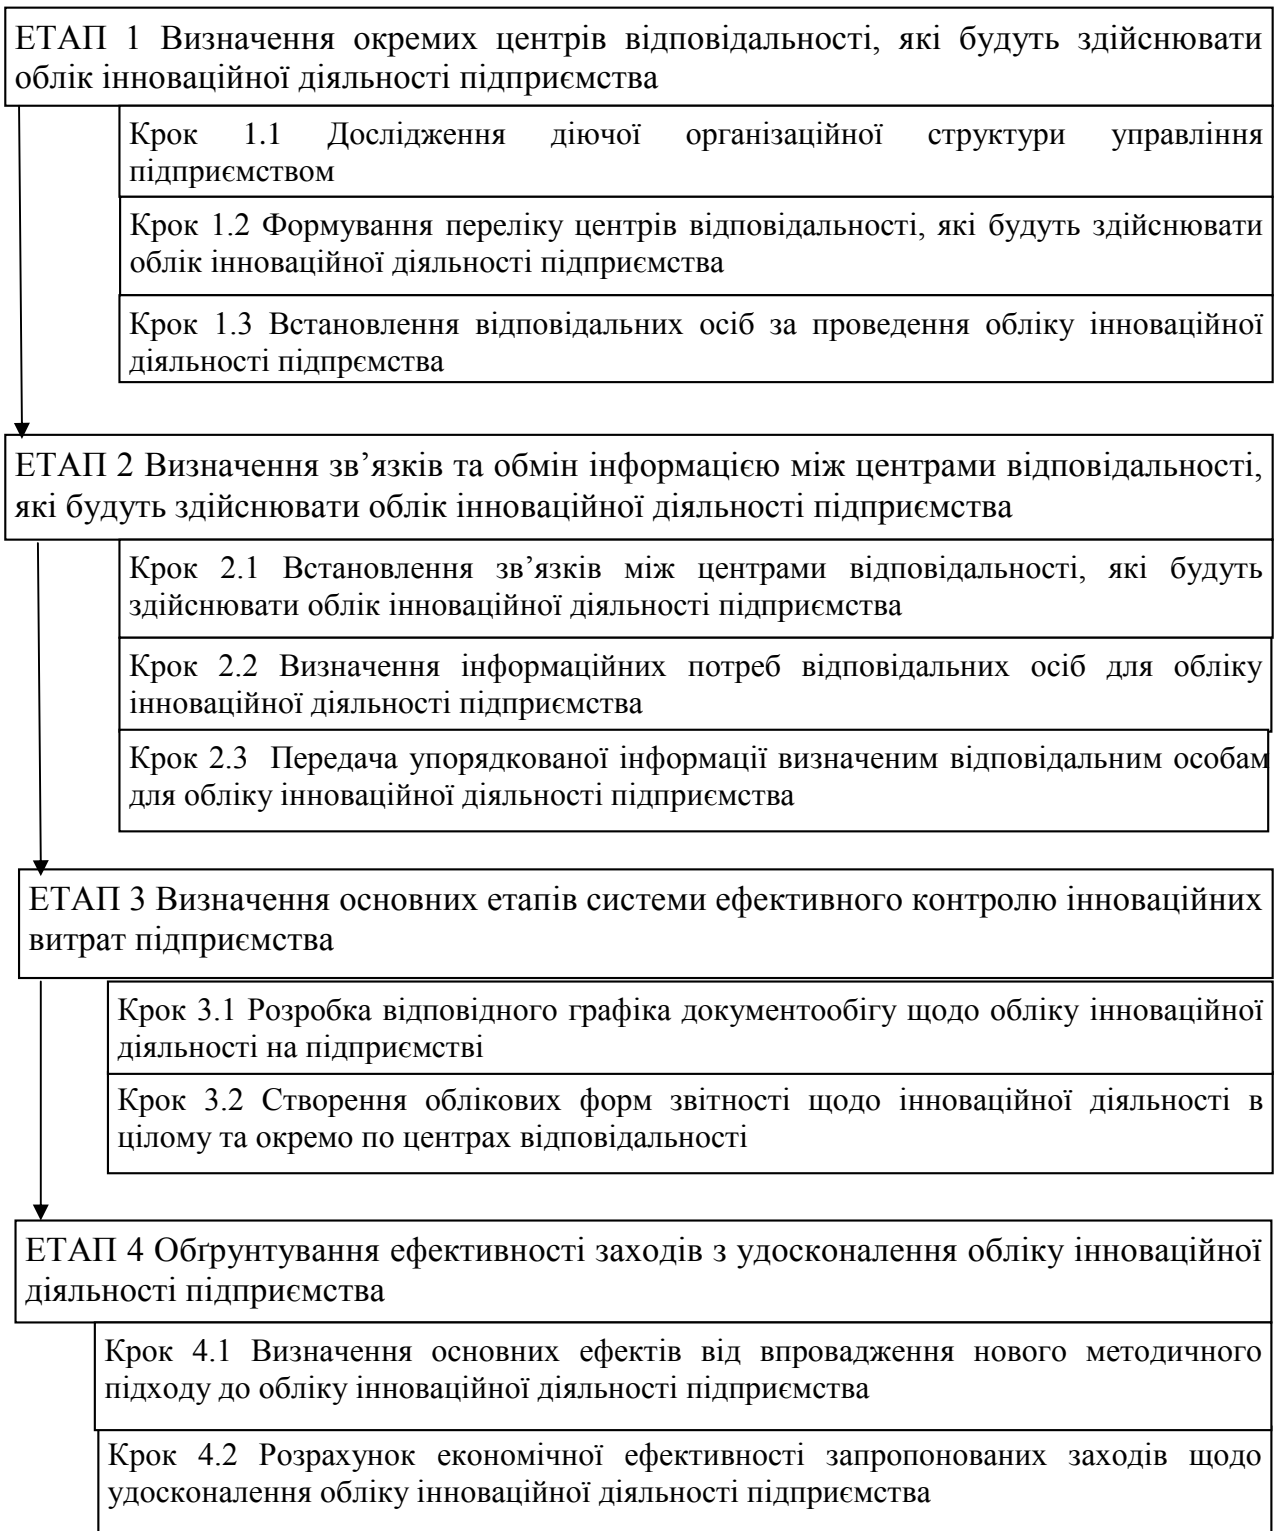 ЕТАП 1 Визначення окремих центрів відповідальності, які будуть здійснювати
облік інноваційної діяльності підприємства
Крок 1.1 Дослідження діючої організаційної структури управління
підприємством
Крок 1.2 Формування переліку центрів відповідальності, які будуть здійснювати
облік інноваційної діяльності підприємства
Крок 1.3 Встановлення відповідальних осіб за проведення обліку інноваційної
діяльності підпрємства
ЕТАП 2 Визначення зв’язків та обмін інформацією між центрами відповідальності,
які будуть здійснювати облік інноваційної діяльності підприємства
Крок 2.1 Встановлення зв’язків між центрами відповідальності, які будуть
здійснювати облік інноваційної діяльності підприємства
Крок 2.2 Визначення інформаційних потреб відповідальних осіб для обліку
інноваційної діяльності підприємства
Крок 2.3 Передача упорядкованої інформації визначеним відповідальним особам
для обліку інноваційної діяльності підприємства
ЕТАП 3 Визначення основних етапів системи ефективного контролю інноваційних
витрат підприємства
Крок 3.1 Розробка відповідного графіка документообігу щодо обліку інноваційної
діяльності на підприємстві
Крок 3.2 Створення облікових форм звітності щодо інноваційної діяльності в
цілому та окремо по центрах відповідальності
ЕТАП 4 Обґрунтування ефективності заходів з удосконалення обліку інноваційної
діяльності підприємства
Крок 4.1 Визначення основних ефектів від впровадження нового методичного
підходу до обліку інноваційної діяльності підприємства
Крок 4.2 Розрахунок економічної ефективності запропонованих заходів щодо
удосконалення обліку інноваційної діяльності підприємства